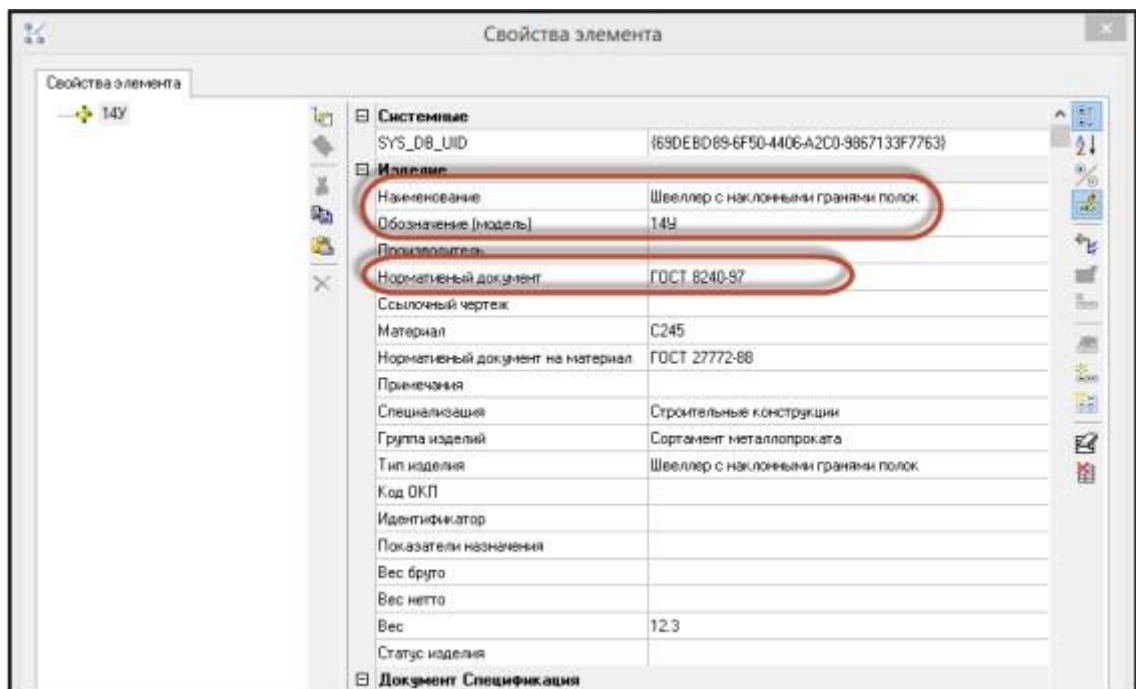 Свойства элемента
Свойства элемента
14У
Системные
SYS_DB_UID {69DEBD89-6F50-4406-A2C0-9867133F7763}
Изделие
Наименование Швеллер с наклонными гранями полок
Обозначение (модель) 14У
Производитель
Нормативный документ ГОСТ 8240-97
Ссылочный чертеж
Материал С245
Нормативный документ на материал ГОСТ 27772-88
Примечания
Специализация Строительные конструкции
Группа изделий Сортамент металлопроката
Тип изделия Швеллер с наклонными гранями полок
Код ОКП
Идентификатор
Показатели назначения
Вес бруто
Вес нетто
Вес 12.3
Статус изделия
Документ Спецификация